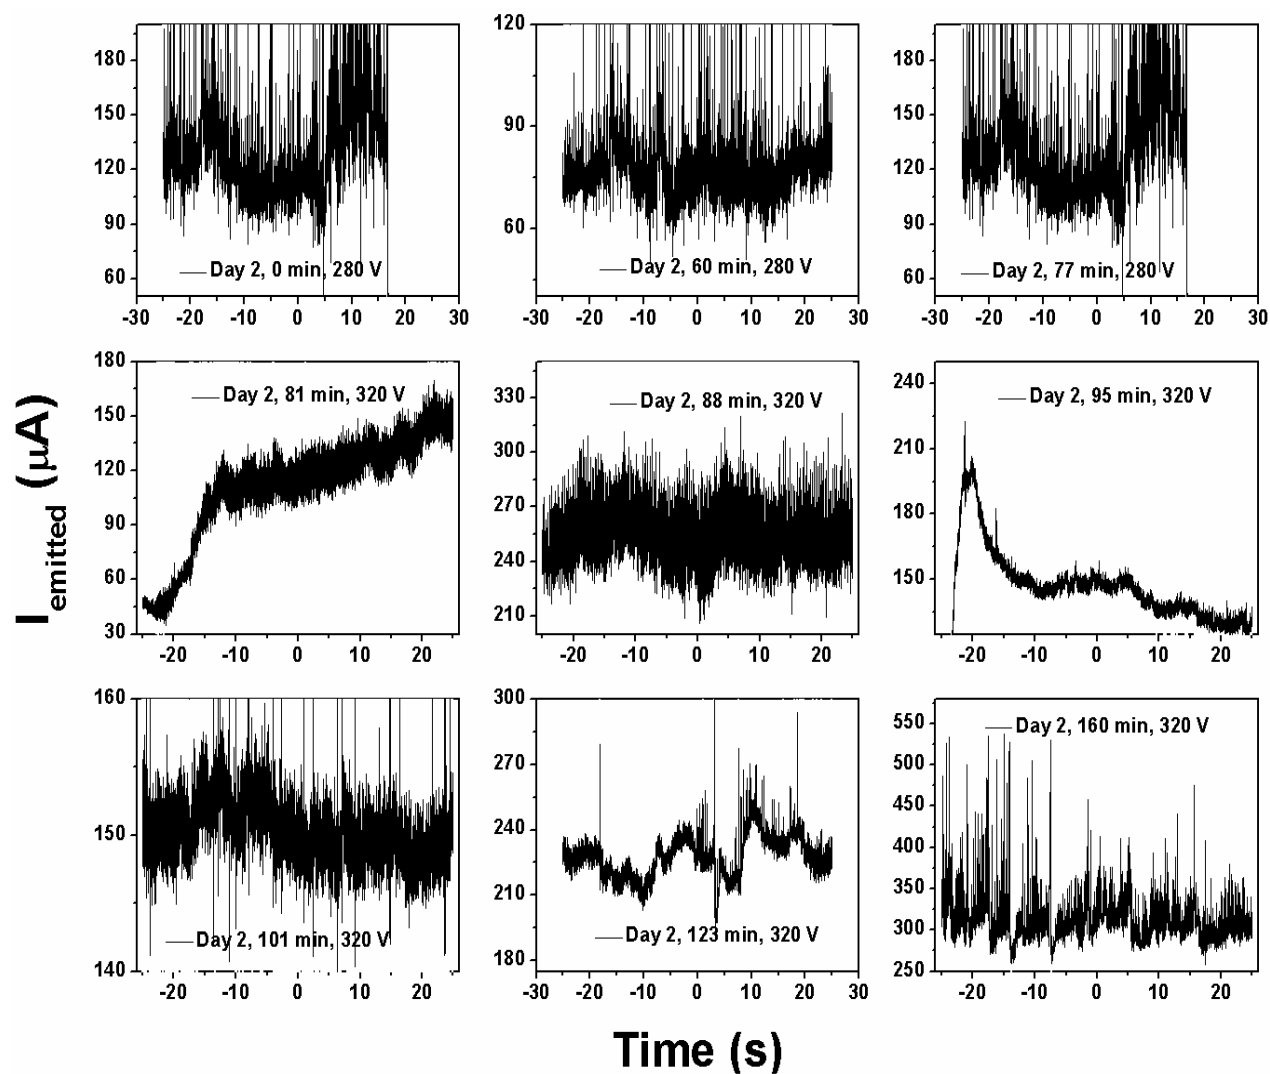 I emitted (μA)
180
150
120
90
60
Day 2, 0 min, 280 V
-30 -20 -10 0 10 20 30
120
90
60
Day 2, 60 min, 280 V
-30 -20 -10 0 10 20 30
180
150
120
90
60
Day 2, 77 min, 280 V
-30 -20 -10 0 10 20 30
180
150
120
90
60
30
Day 2, 81 min, 320 V
-20 -10 0 10 20
330
300
270
240
210
Day 2, 88 min, 320 V
-20 -10 0 10 20
240
210
180
150
Day 2, 95 min, 320 V
-20 -10 0 10 20
160
150
140
Day 2, 101 min, 320 V
-20 -10 0 10 20
300
270
240
210
180
Day 2, 123 min, 320 V
-30 -20 -10 0 10 20 30
550
500
450
400
350
300
250
Day 2, 160 min, 320 V
-20 -10 0 10 20
Time (s)